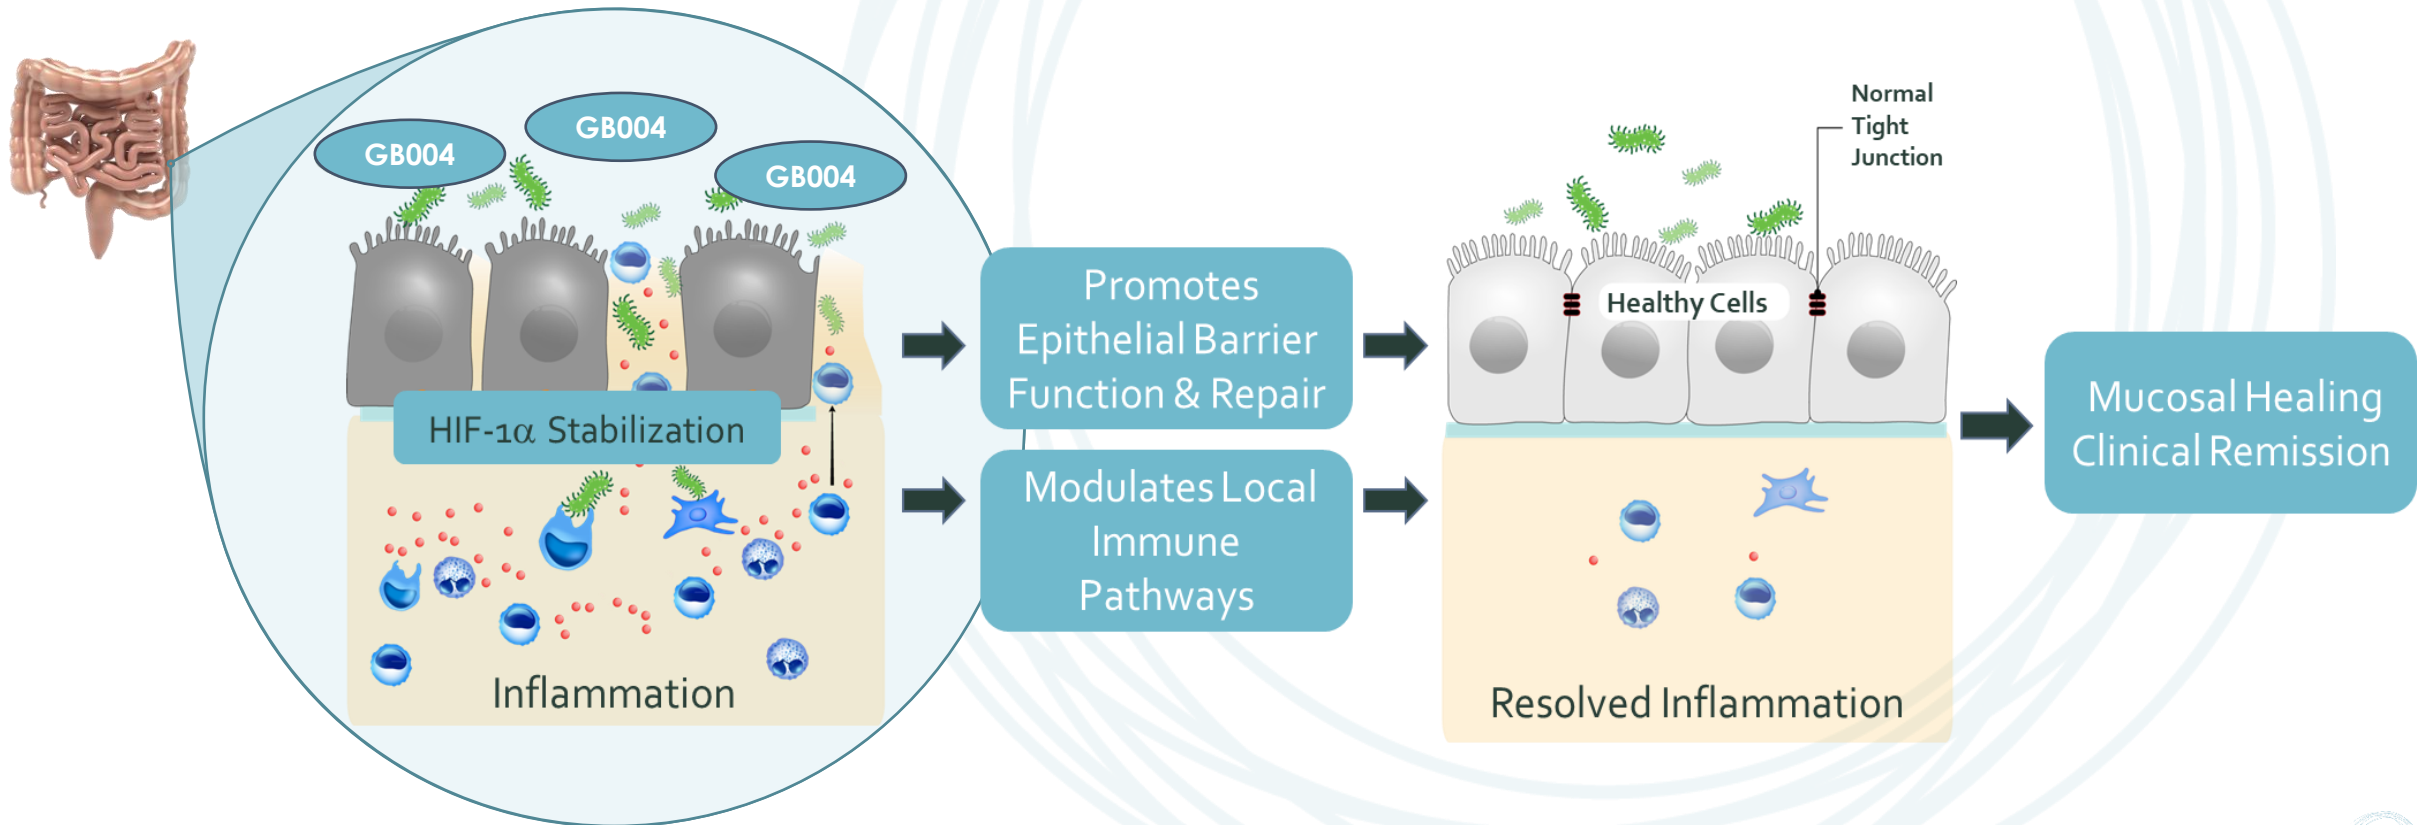 GB004
GB004
GB004
HIF-1α Stabilization
Inflammation
Promotes
Epithelial Barrier
Function & Repair
Modulates Local
Immune
Pathways
Normal
Tight
Junction
Healthy Cells
Resolved Inflammation
Mucosal Healing
Clinical Remission